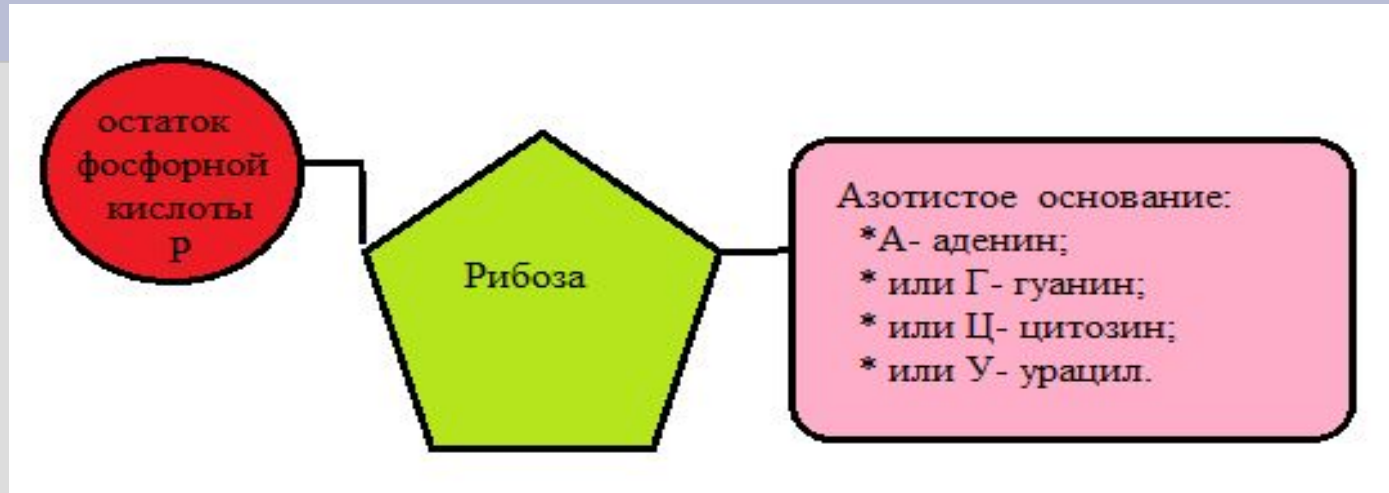 остаток
фосфорной
кислоты
Р
Рибоза
Азотистое основание:
*А- аденин;
* или Г- гуанин;
* или Ц- цитозин;
* или У- урацил.